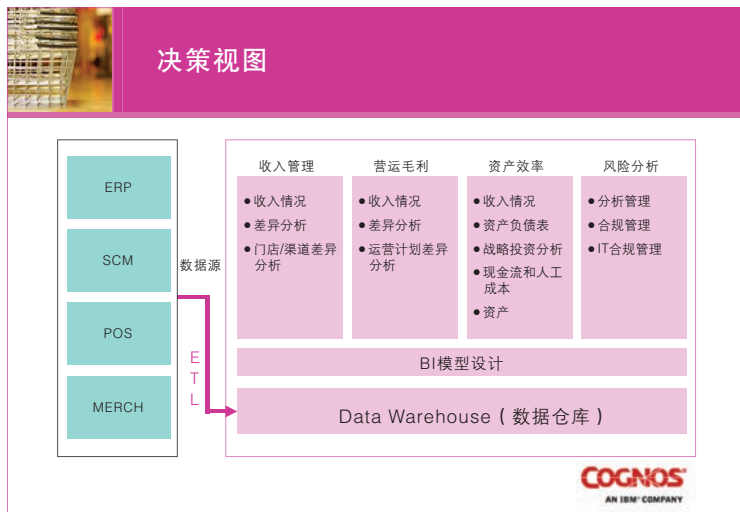 决策视图
ERP
SCM
POS
MERCH
数据源
E
T
L
收入管理
●收入情况
●差异分析
●门店/渠道差异
分析
营运毛利
●收入情况
●差异分析
●运营计划差异
分析
资产效率
●收入情况
●资产负债表
●战略投资分析
●现金流和人工
成本
●资产
风险分析
●分析管理
●合规管理
●IT合规管理
BI模型设计
Data Warehouse（数据仓库）
COGNOS
AN IBM® COMPANY